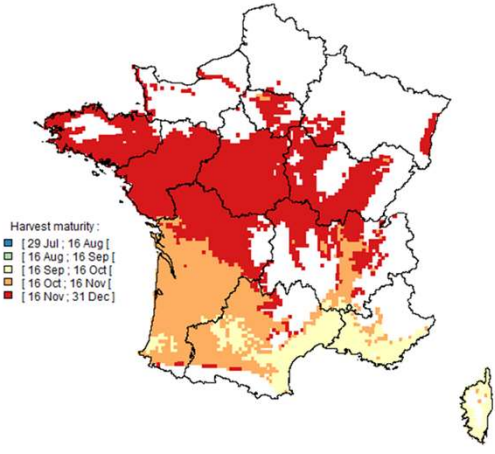 Harvest maturity :
[ 29 Jul ; 16 Aug [
[ 16 Aug ; 16 Sep [
[ 16 Sep ; 16 Oct [
[ 16 Oct ; 16 Nov [
[ 16 Nov ; 31 Dec ]